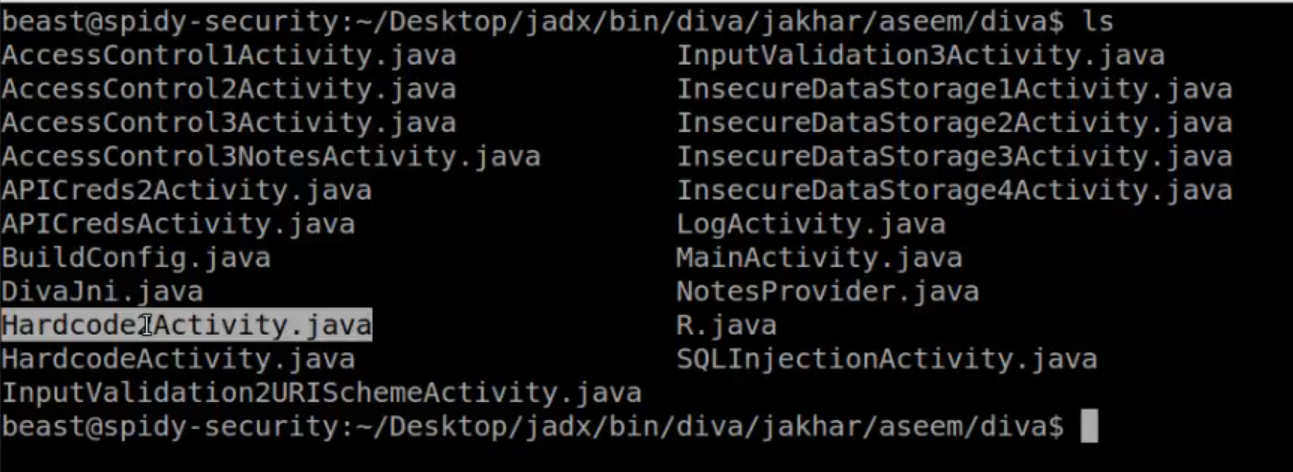 beast@spidy-security:~/Desktop/jadx/bin/diva/jakhar/aseem/diva$ ls
AccessControl1Activity.java InputValidation3Activity.java
AccessControl2Activity.java InsecureDataStorage1Activity.java
AccessControl3Activity.java InsecureDataStorage2Activity.java
AccessControl3NotesActivity.java InsecureDataStorage3Activity.java
APICreds2Activity.java InsecureDataStorage4Activity.java
APICredsActivity.java LogActivity.java
BuildConfig.java MainActivity.java
DivaJni.java NotesProvider.java
Hardcode2Activity.java R.java
HardcodeActivity.java SQLInjectionActivity.java
InputValidation2URISchemeActivity.java
beast@spidy-security:~/Desktop/jadx/bin/diva/jakhar/aseem/diva$